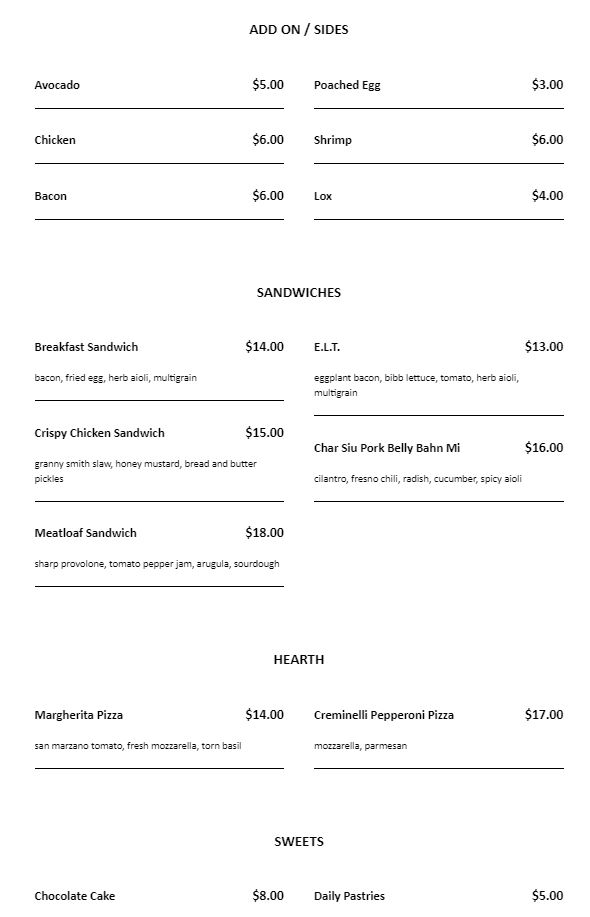 ADD ON / SIDES
Avocado $5.00
Poached Egg $3.00
Chicken $6.00
Shrimp $6.00
Bacon $6.00
Lox $4.00
SANDWICHES
Breakfast Sandwich $14.00
bacon, fried egg, herb aioli, multigrain
E.L.T. $13.00
eggplant bacon, bibb lettuce, tomato, herb aioli,
multigrain
Crispy Chicken Sandwich $15.00
granny smith slaw, honey mustard, bread and butter
pickles
Char Siu Pork Belly Bahn Mi $16.00
cilantro, fresno chili, radish, cucumber, spicy aioli
Meatloaf Sandwich $18.00
sharp provolone, tomato pepper jam, arugula, sourdough
HEARTH
Margherita Pizza $14.00
san marzano tomato, fresh mozzarella, torn basil
Creminelli Pepperoni Pizza $17.00
mozzarella, parmesan
SWEETS
Chocolate Cake $8.00
Daily Pastries $5.00